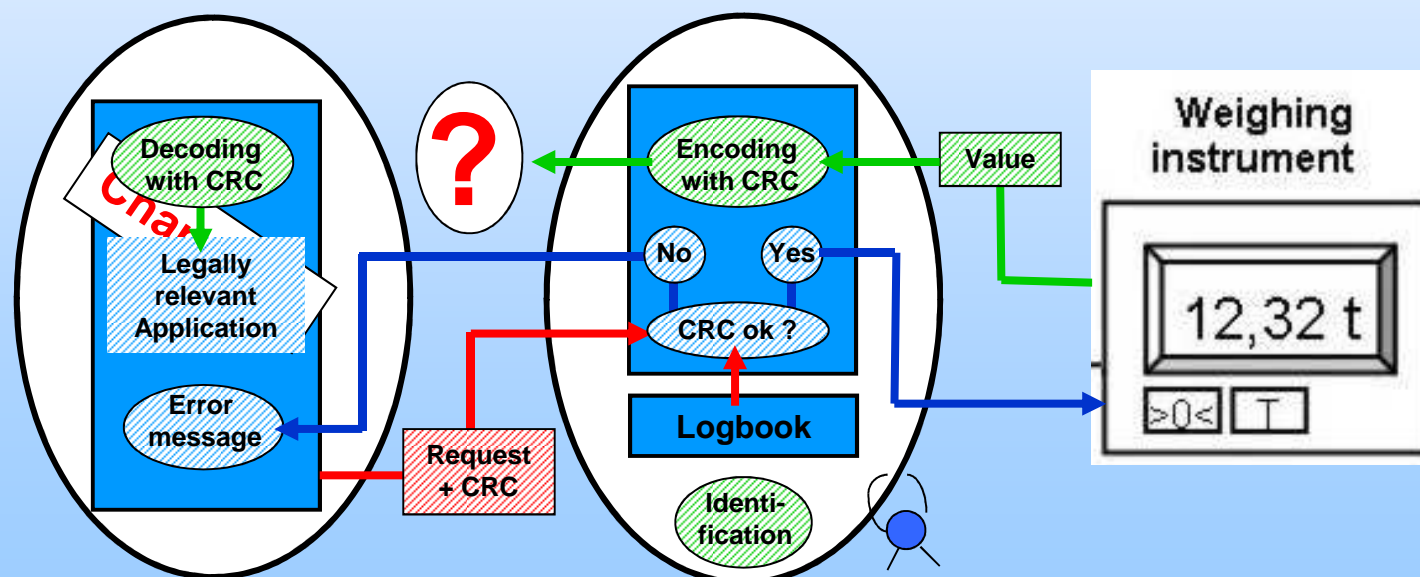 Decoding
with CRC
Legally
relevant
Application
Error
message
?
Request
+ CRC
Encoding
with CRC
No
Yes
CRC ok ?
Logbook
Identi-
fication
Value
Weighing
instrument
12,32 t
>0<
T